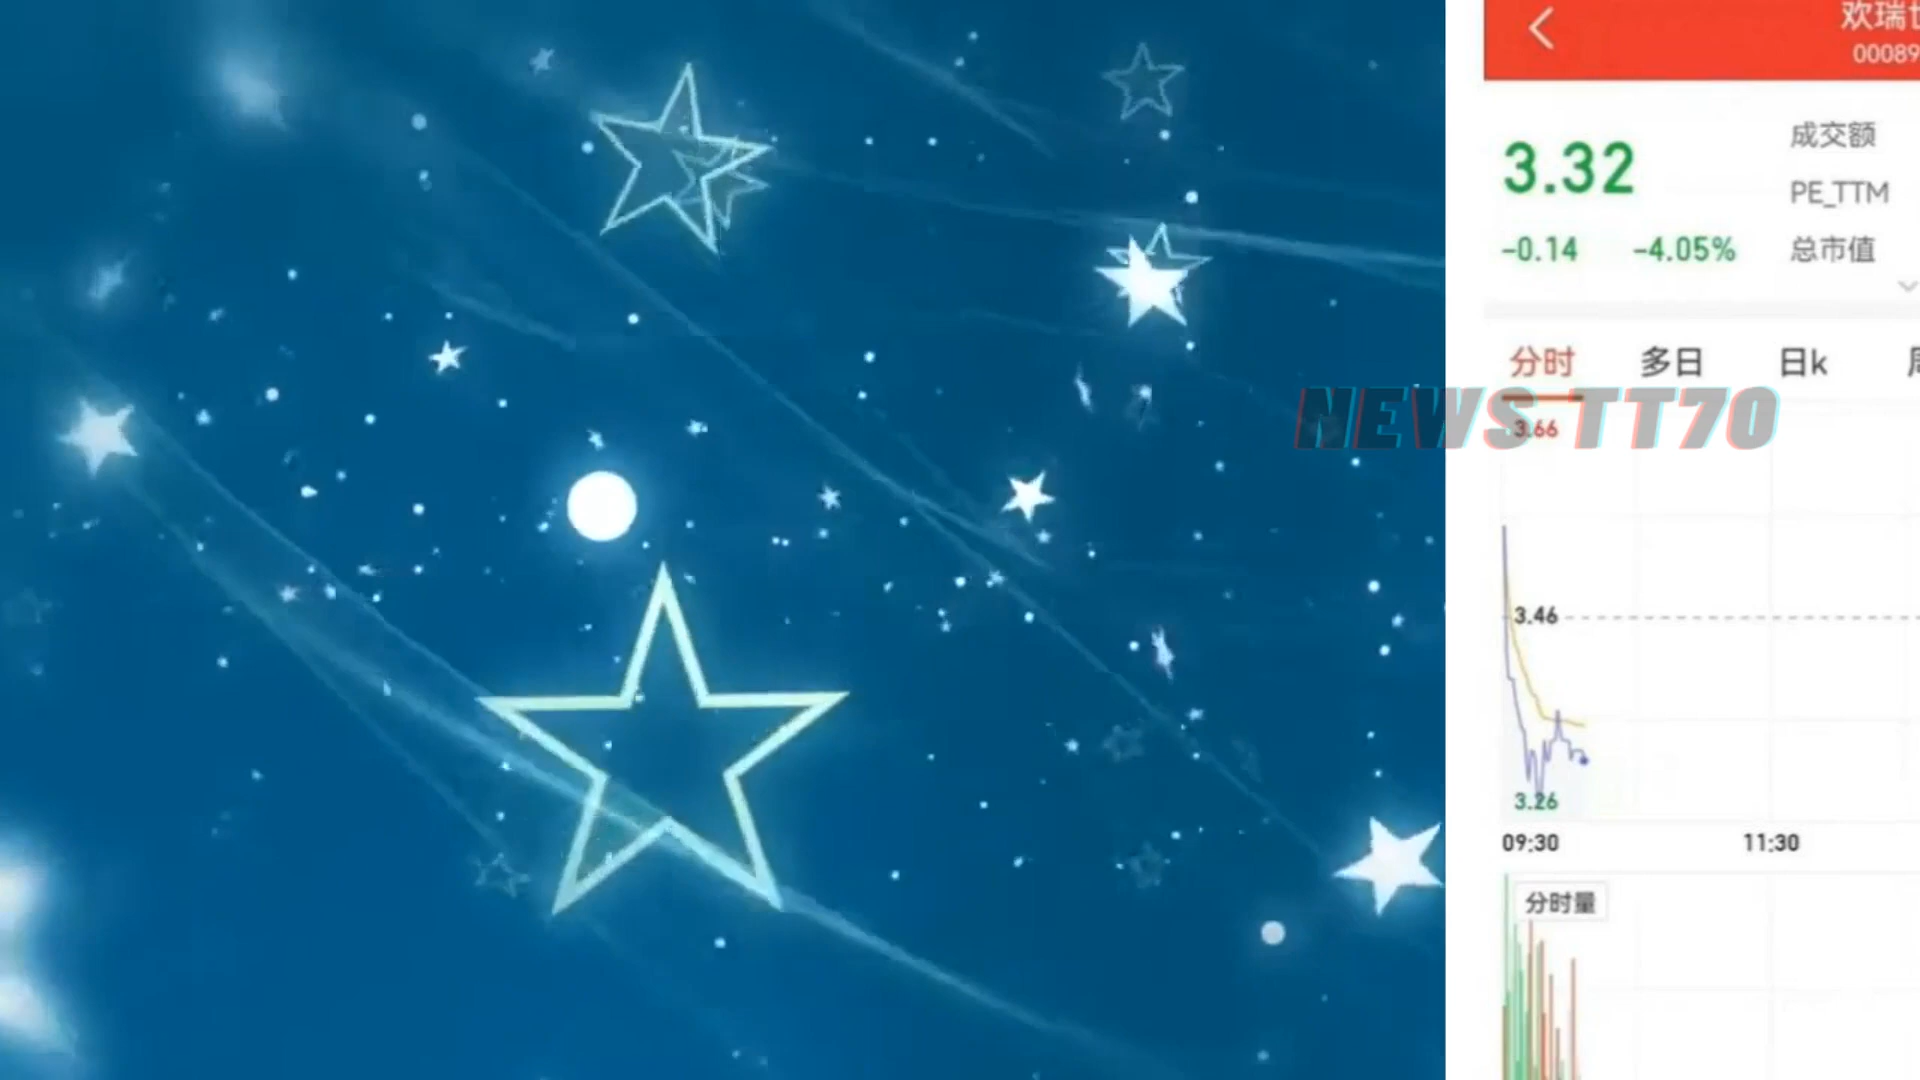 欢瑞
00089
3.32
成交额
PE_TTM
-0.14 -4.05%
总市值
分时 多日 日k
NEWS TT70
3.66
3.46
3.26
09:30 11:30
分时量